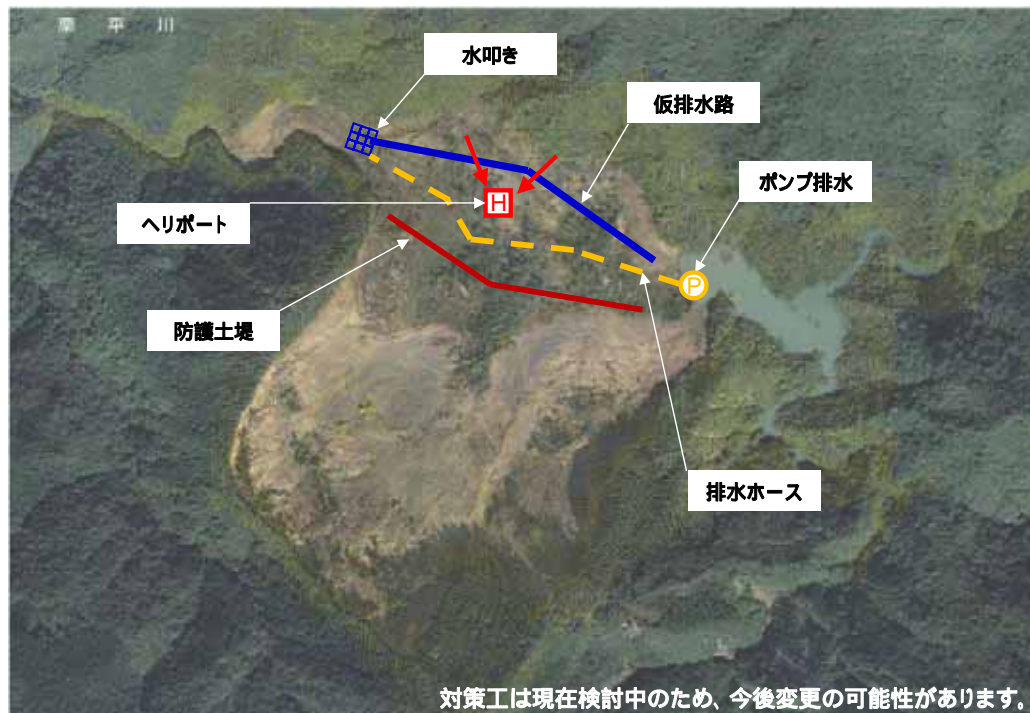 栗平川
水叩き
仮排水路
ポンプ排水
ヘリポート
H
P
防護土堤
排水ホース
対策工は現在検討中のため、今後変更の可能性があります。